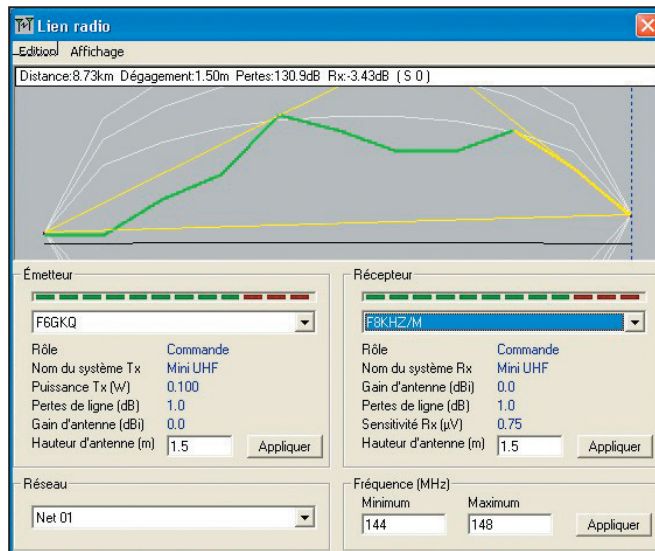 Lien radio
Edition Affichage
Distance:8.73km Dégagement:1.50m Pertes:130.9dB Rx:-3.43dB ( S 0 )
Émetteur
F6GKQ
Rôle Commande
Nom du système Tx Mini UHF
Puissance Tx (W) 0.100
Pertes de ligne (dB) 1.0
Gain d'antenne (dBi) 0.0
Hauteur d'antenne (m) 1.5 Appliquer
Récepteur
F8KHZ/M
Rôle Commande
Nom du système Rx Mini UHF
Gain d'antenne (dBi) 0.0
Pertes de ligne (dB) 1.0
Sensitivité Rx (µV) 0.75
Hauteur d'antenne (m) 1.5 Appliquer
Réseau
Net 01
Fréquence (MHz)
Minimum Maximum
144 148 Appliquer